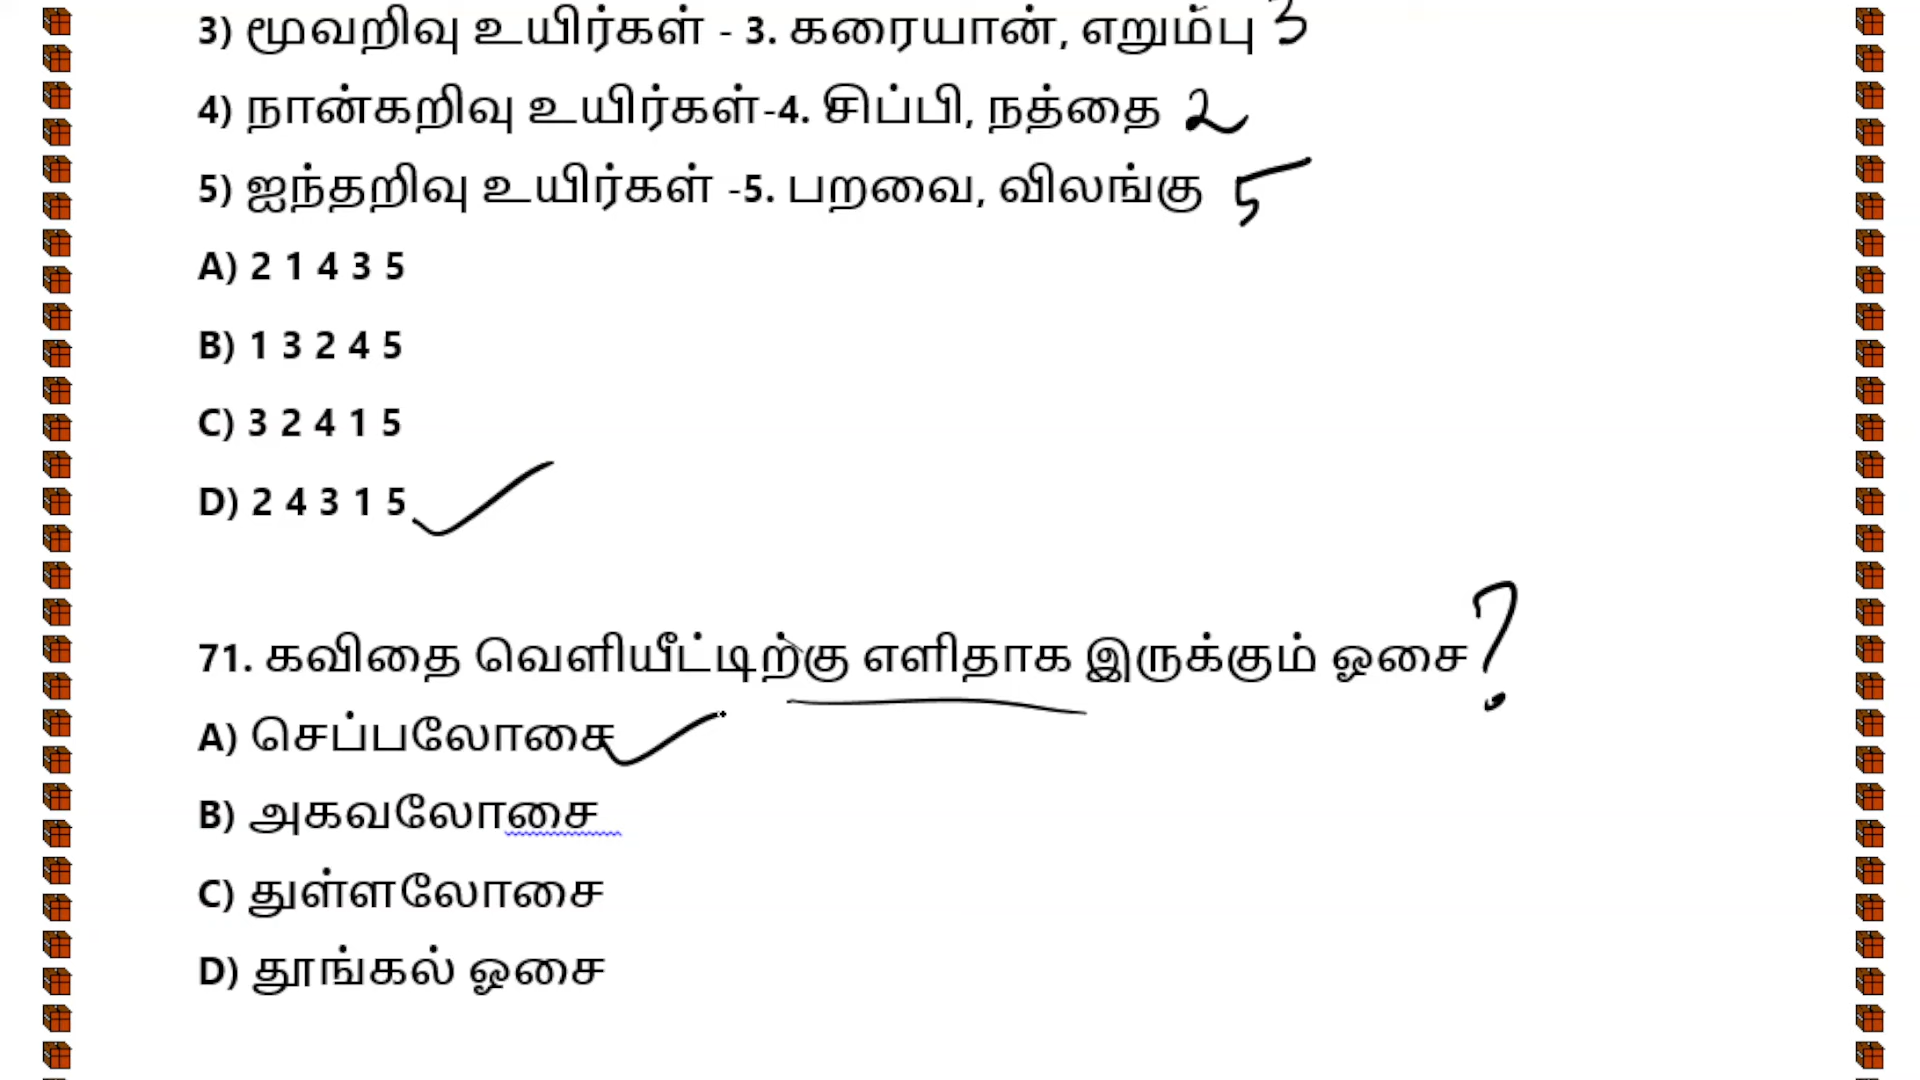 3) மூவறிவு உயிர்கள் - 3. கரையான், எறும்பு 3
4) நான்கறிவு உயிர்கள்-4. சிப்பி, நத்தை 2
5) ஐந்தறிவு உயிர்கள் -5. பறவை, விலங்கு 5
A) 2 1 4 3 5
B) 1 3 2 4 5
C) 3 2 4 1 5
D) 2 4 3 1 5
71. கவிதை வெளியீட்டிற்கு எளிதாக இருக்கும் ஓசை?
A) செப்பலோசை
B) அகவலோசை
C) துள்ளலோசை
D) தூங்கல் ஓசை